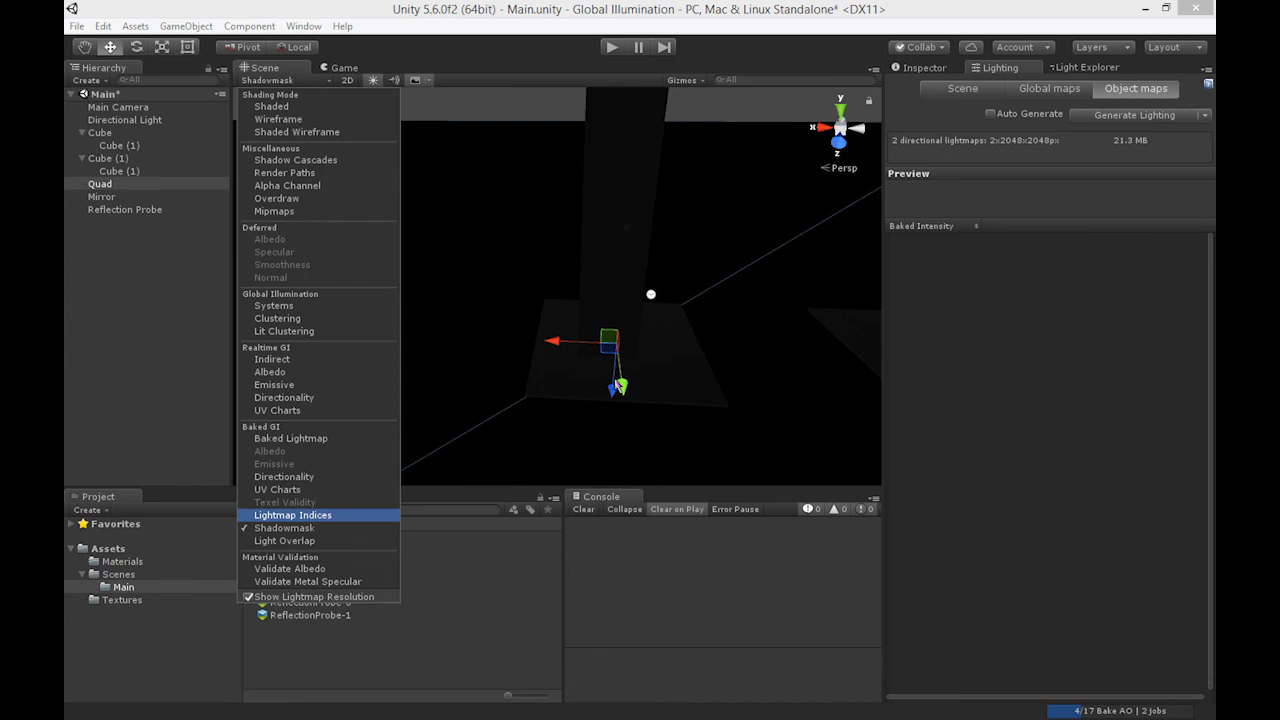 Unity 5.6.0f2 (64bit) - Main.unity - Global Illumination - PC, Mac & Linux Standalone* <DX11>
File Edit Assets GameObject Component Window Help
Pivot Local Collab Account Layers Layout
Hierarchy Scene Game Inspector Lighting Light Explorer
Create All Shadowmask 2D Gizmos All
Main*
Main Camera
Directional Light
Cube
Cube (1)
Cube (1)
Cube (1)
Quad
Mirror
Reflection Probe
Shading Mode
Shaded
Wireframe
Shaded Wireframe
Miscellaneous
Shadow Cascades
Render Paths
Alpha Channel
Overdraw
Mipmaps
Deferred
Albedo
Specular
Smoothness
Normal
Global Illumination
Systems
Clustering
Lit Clustering
Realtime GI
Indirect
Albedo
Emissive
Directionality
UV Charts
Baked GI
Baked Lightmap
Albedo
Emissive
Directionality
UV Charts
Texel Validity
Lightmap Indices
Shadowmask
Light Overlap
Material Validation
Validate Albedo
Validate Metal Specular
Show Lightmap Resolution
y
x
z
Persp
Scene Global maps Object maps
Auto Generate Generate Lighting
2 directional lightmaps: 2x2048x2048px 21.3 MB
Preview
Baked Intensity
Project
Create
Favorites
Assets
Materials
Scenes
Main
Textures
ReflectionProbe-0
ReflectionProbe-1
Console
Clear Collapse Clear on Play Error Pause 0 0 0
4/17 Bake AO | 2 jobs